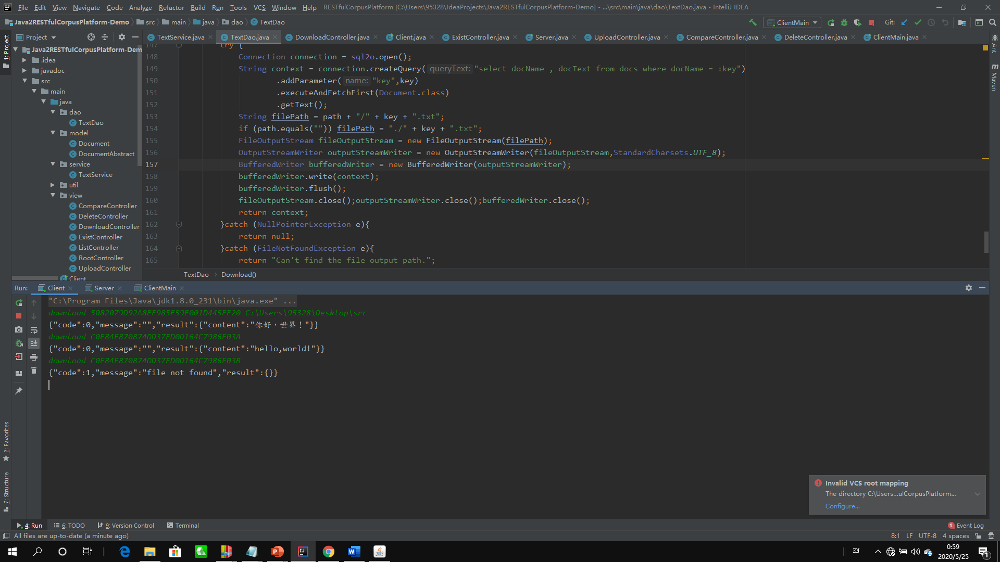 File Edit View Navigate Code Analyze Refactor Build Run Tools VCS Window Help RESTfulCorpusPlatform [C:\Users\95328\IdeaProjects\Java2RESTfulCorpusPlatform-Demo] - ...\src\main\java\dao\TextDao.java - IntelliJ IDEA
Java2RESTfulCorpusPlatform-Demo src main java dao TextDao ClientMain Git:
Project TextService.java TextDao.java DownloadController.java Client.java ExistController.java Server.java UploadController.java CompareController.java DeleteController.java ClientMain.java
1: Project
Ant
Maven
Java2RESTfulCorpusPlatform-Dem
.idea
javadoc
src
main
java
dao
TextDao
model
Document
DocumentAbstract
service
TextService
util
view
CompareController
DeleteController
DownloadController
ExistController
ListController
RootController
UploadController
Client
147 try {
148 Connection connection = sql2o.open();
149 String context = connection.createQuery( queryText: "select docName , docText from docs where docName = :key")
150 .addParameter( name: "key",key)
151 .executeAndFetchFirst(Document.class)
152 .getText();
153 String filePath = path + "/" + key + ".txt";
154 if (path.equals("")) filePath = "./" + key + ".txt";
155 FileOutputStream fileOutputStream = new FileOutputStream(filePath);
156 OutputStreamWriter outputStreamWriter = new OutputStreamWriter(fileOutputStream,StandardCharsets.UTF_8);
157 BufferedWriter bufferedWriter = new BufferedWriter(outputStreamWriter);
158 bufferedWriter.write(context);
159 bufferedWriter.flush();
160 fileOutputStream.close();outputStreamWriter.close();bufferedWriter.close();
161 return context;
162 }catch (NullPointerException e){
163 return null;
164 }catch (FileNotFoundException e){
165 return "Can't find the file output path.";
TextDao Download()
Run: Client Server ClientMain
"C:\Program Files\Java\jdk1.8.0_231\bin\java.exe" ...
download 5082079D92A8EF985F59E001D445FF20 C:\Users\95328\Desktop\src
{"code":0,"message":"","result":{"content":"你好，世界！"}}
download C0E84E870874DD37ED0D164C7986F03A
{"code":0,"message":"","result":{"content":"hello,world!"}}
download C0E84E870874DD37ED0D164C7986F03B
{"code":1,"message":"file not found","result":{}}
2: Favorites
7: Structure
Invalid VCS root mapping
The directory C:\Users...ulCorpusPlatform-..
Configure...
4: Run 6: TODO 9: Version Control Terminal 1 Event Log
All files are up-to-date (a minute ago) 8:1 LF UTF-8 4 spaces
EN 0:59
2020/5/25 1